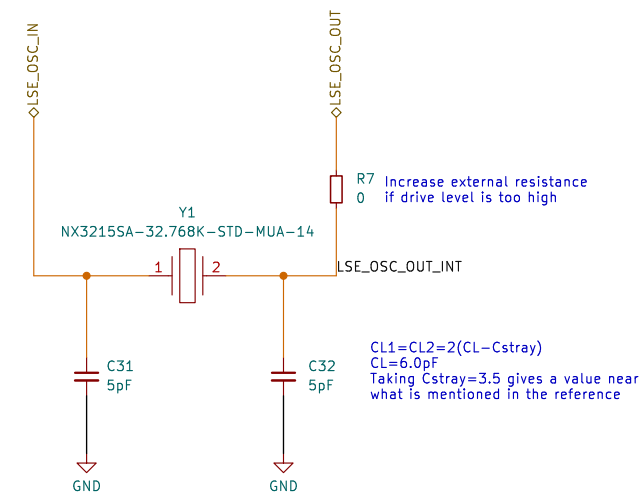 LSE_OSC_IN
LSE_OSC_OUT
R7
0
Increase external resistance
if drive level is too high
Y1
NX3215SA-32.768K-STD-MUA-14
1
2
LSE_OSC_OUT_INT
C31
5pF
C32
5pF
CL1=CL2=2(CL-Cstray)
CL=6.0pF
Taking Cstray=3.5 gives a value near
what is mentioned in the reference
GND
GND